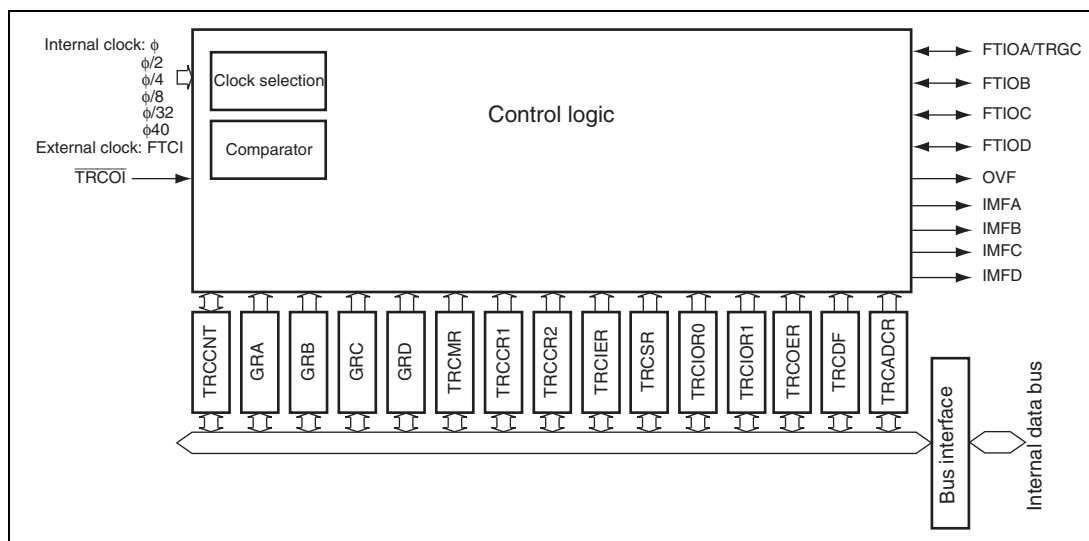 Internal clock: ϕ
ϕ/2
ϕ/4
ϕ/8
ϕ/32
ϕ40
External clock: FTCI
TRCOI
Clock selection
Comparator
Control logic
FTIOA/TRGC
FTIOB
FTIOC
FTIOD
OVF
IMFA
IMFB
IMFC
IMFD
TRCCNT
GRA
GRB
GRC
GRD
TRCMR
TRCCR1
TRCCR2
TRCIER
TRCSR
TRCIOR0
TRCIOR1
TRCOER
TRCDF
TRCADCR
Bus interface
Internal data bus